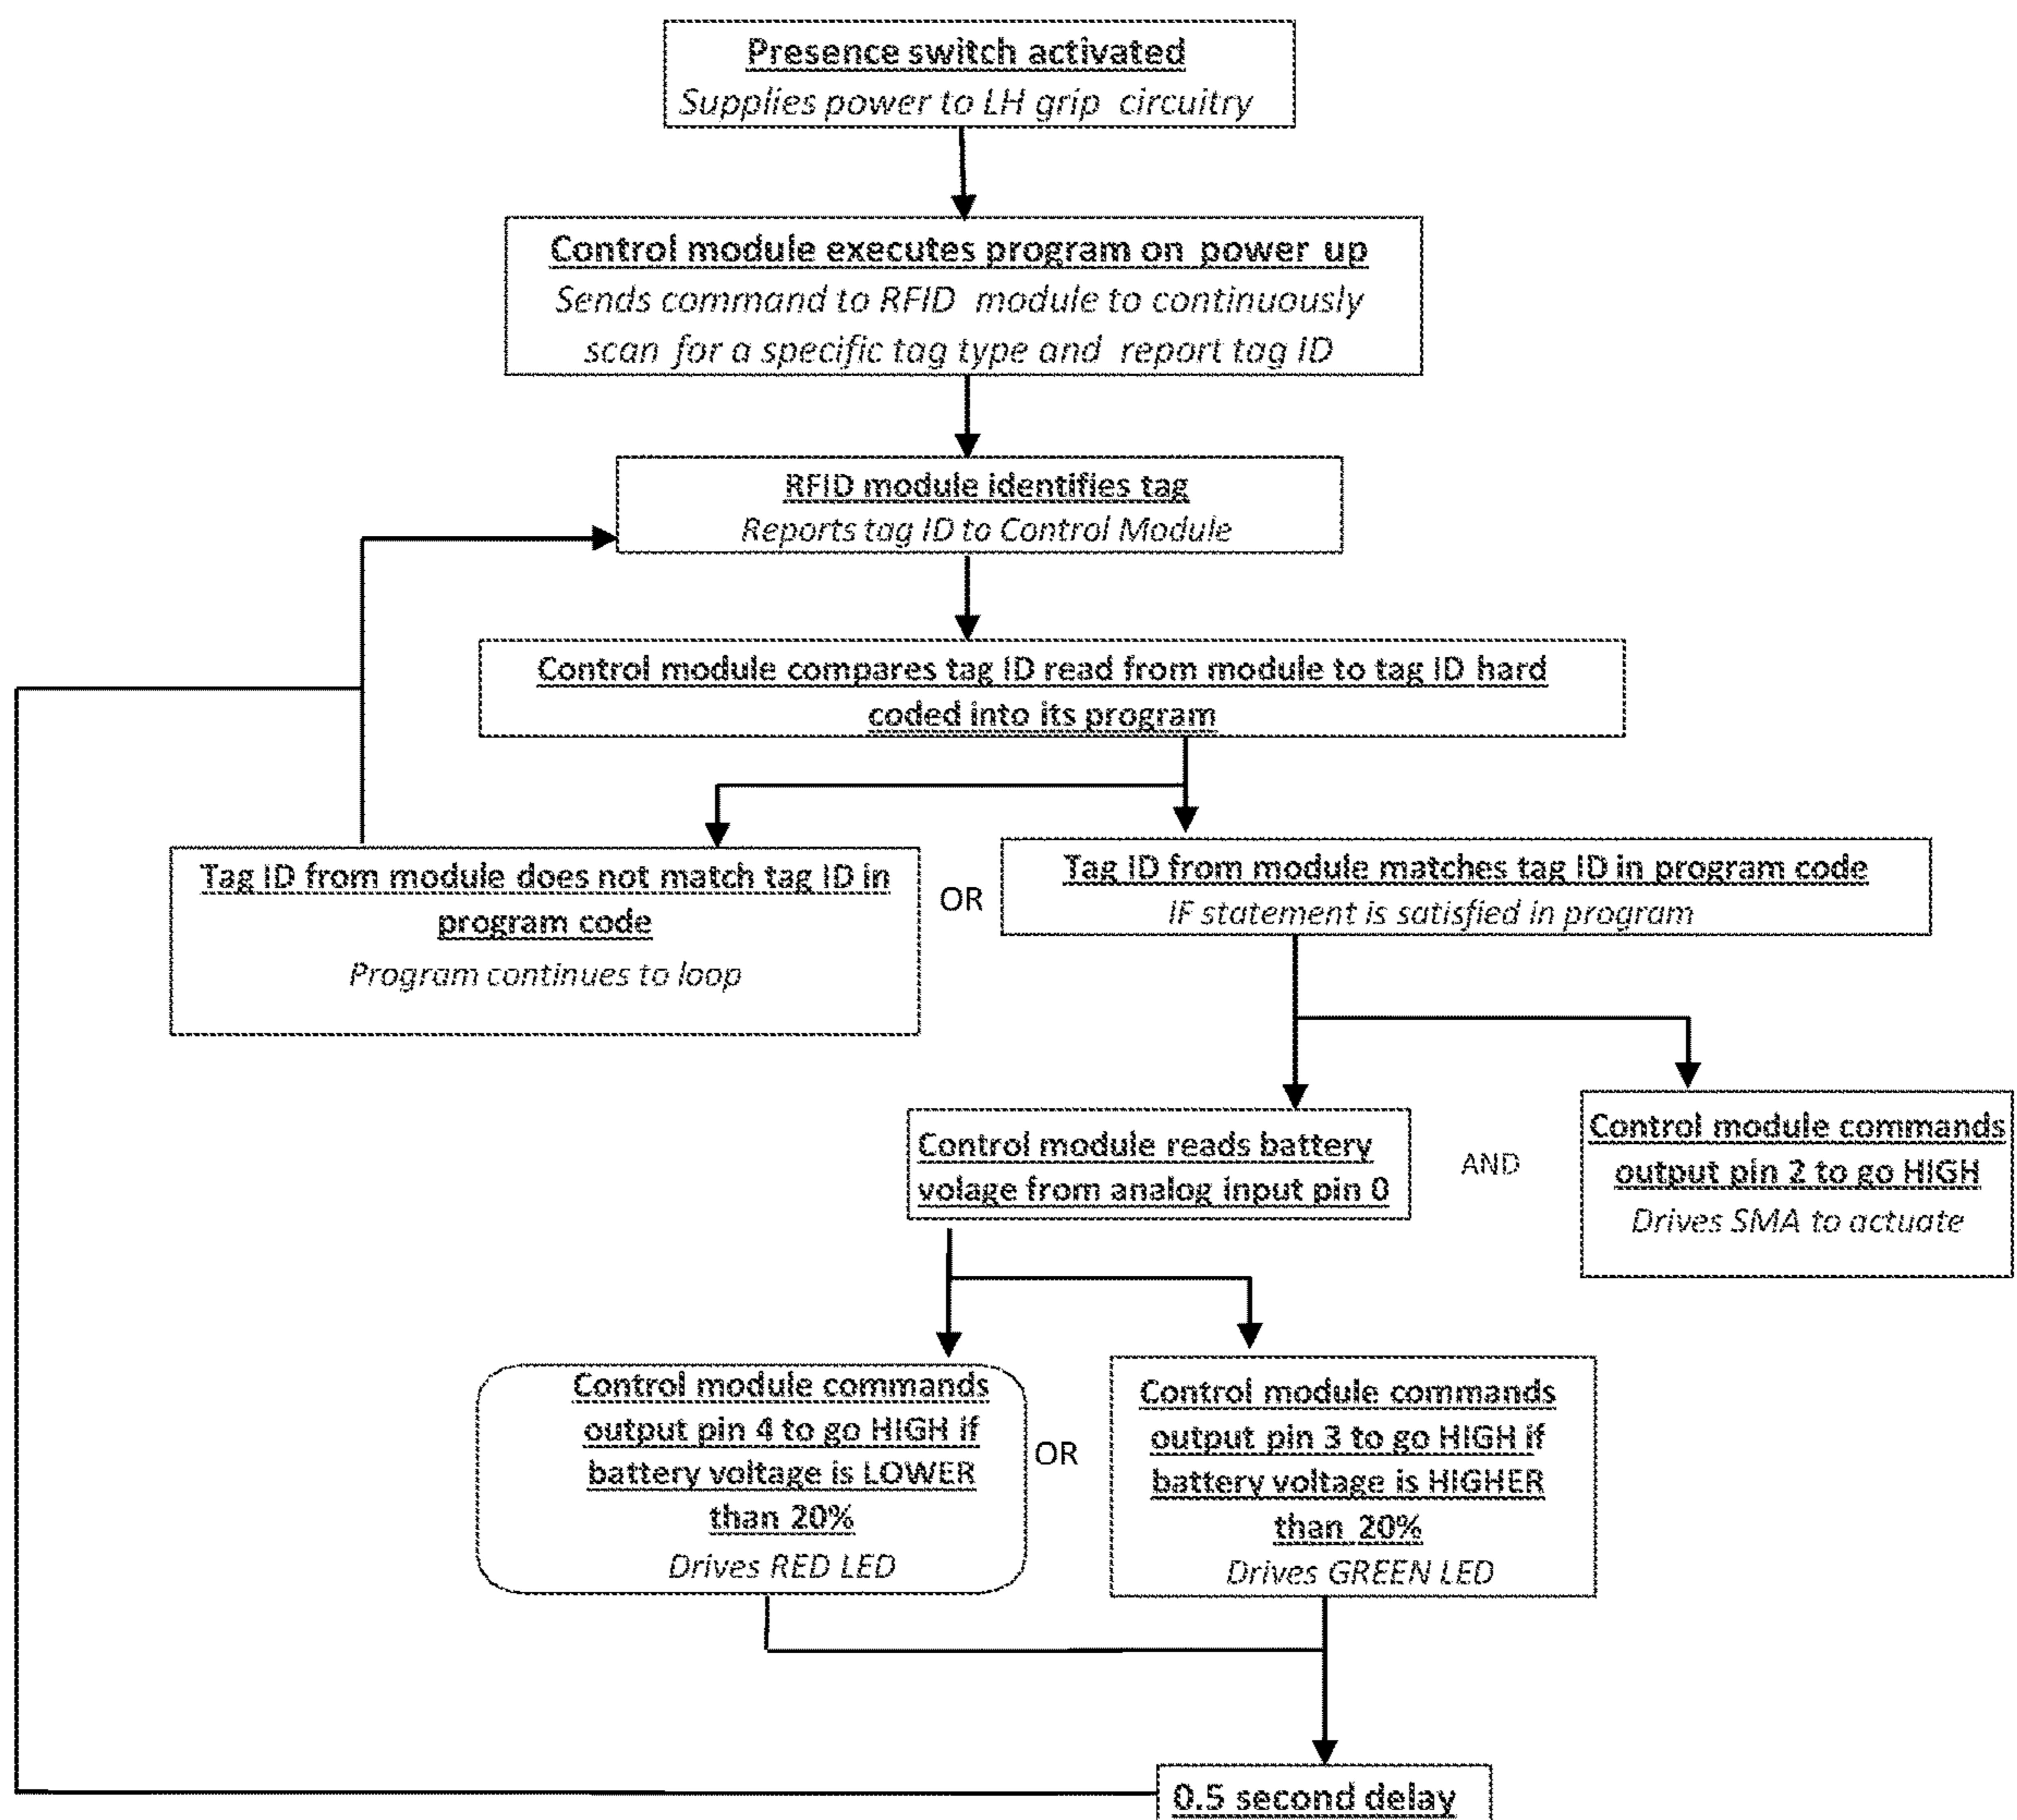 Presence switch activated
Supplies power to LH grip circuitry
Control module executes program on power up
Sends command to RFID module to continuously
scan for a specific tag type and report tag ID
RFID module identifies tag
Reports tag ID to Control Module
Control module compares tag ID read from module to tag ID hard
coded into its program
Tag ID from module does not match tag ID in
program code
Program continues to loop
OR
Tag ID from module matches tag ID in program code
IF statement is satisfied in program
Control module reads battery
volage from analog input pin 0
AND
Control module commands
output pin 2 to go HIGH
Drives SMA to actuate
Control module commands
output pin 4 to go HIGH if
battery voltage is LOWER
than 20%
Drives RED LED
OR
Control module commands
output pin 3 to go HIGH if
battery voltage is HIGHER
than 20%
Drives GREEN LED
0.5 second delay